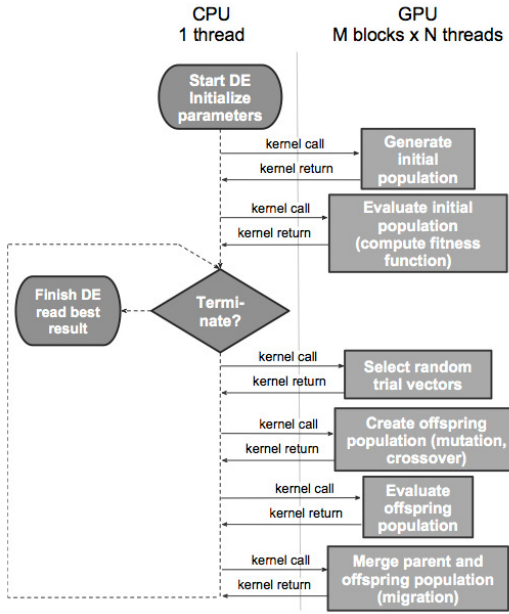 CPU
1 thread
GPU
M blocks x N threads
Start DE
Initialize
parameters
kernel call
kernel return
Generate
initial
population
kernel call
kernel return
Evaluate initial
population
(compute fitness
function)
Finish DE
read best
result
Termi-
nate?
kernel call
kernel return
Select random
trial vectors
kernel call
kernel return
Create offspring
population (mutation,
crossover)
kernel call
kernel return
Evaluate
offspring
population
kernel call
kernel return
Merge parent and
offspring population
(migration)